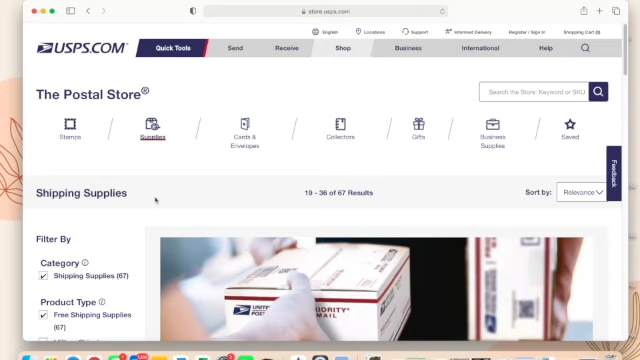 store.usps.com
English
Locations
Support
Informed Delivery
Register / Sign In
Shopping Cart (0)
USPS.COM
Quick Tools
Send
Receive
Shop
Business
International
Help
The Postal Store®
Search the Store: Keyword or SKU
Stamps
Supplies
Cards &
Envelopes
Collectors
Gifts
Business
Supplies
Saved
Feedback
Shipping Supplies
19 - 36 of 67 Results
Sort by:
Relevance
Filter By
Category
Shipping Supplies (67)
Product Type
Free Shipping Supplies
(67)
PRIORITY
MAIL